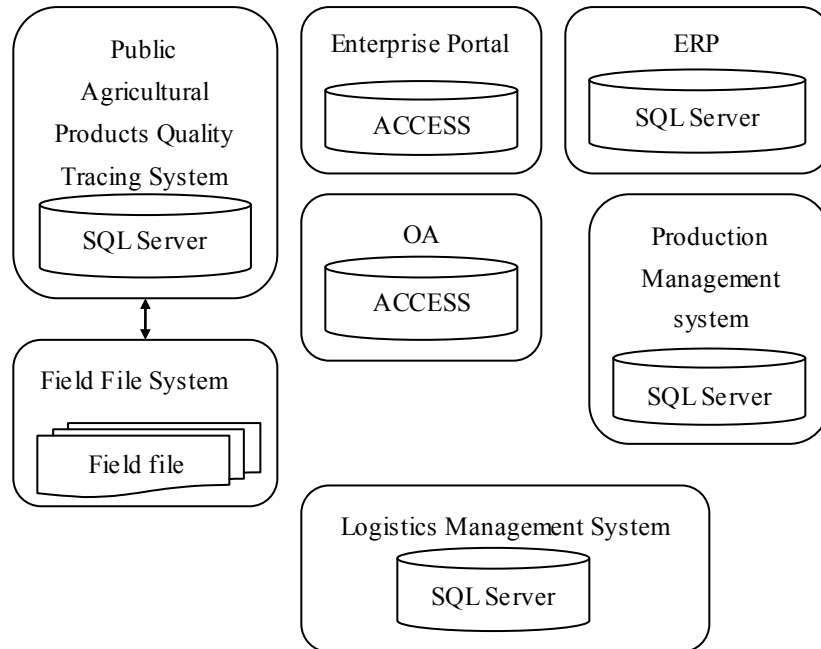 Public
Agricultural
Products Quality
Tracing System
SQL Server
Enterprise Portal
ACCESS
ERP
SQL Server
OA
ACCESS
Production
Management
system
SQL Server
Field File System
Field file
Logistics Management System
SQL Server